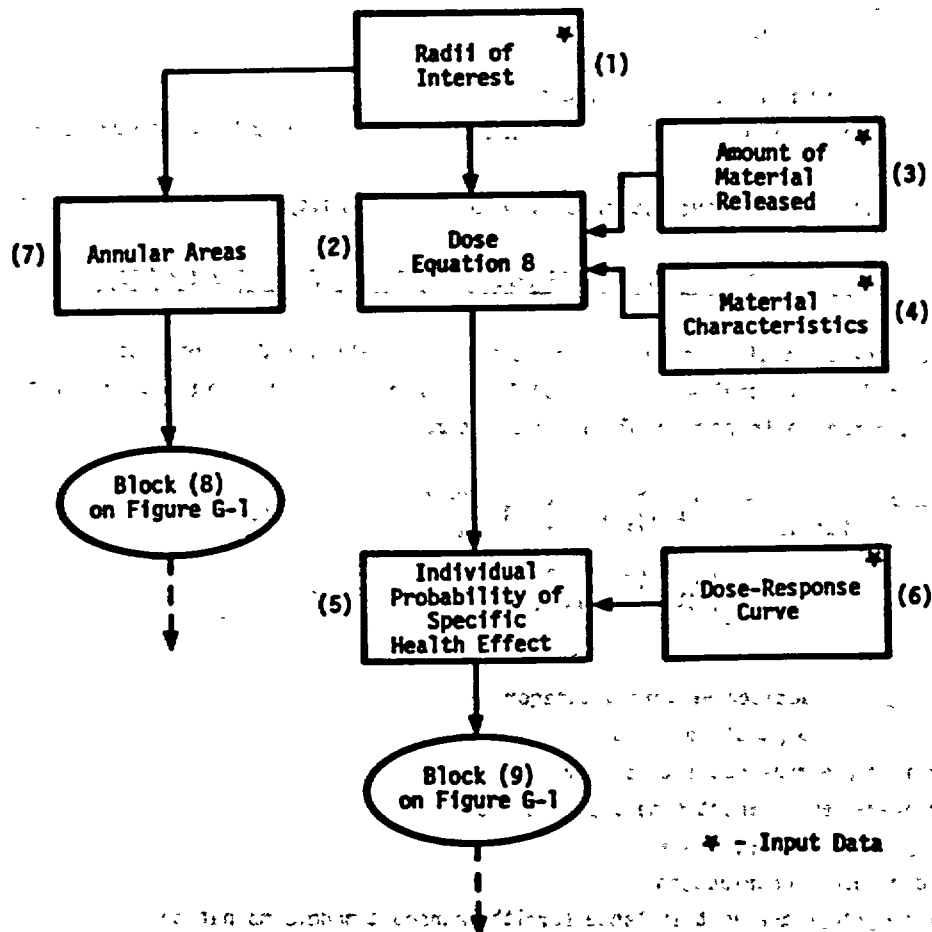 Radii of
Interest
*
(1)
Amount of
Material
Released
*
(3)
(7)
Annular Areas
(2)
Dose
Equation 8
Material
Characteristics
*
(4)
Block (8)
on Figure G-1
(5)
Individual
Probability of
Specific
Health Effect
Dose-Response
Curve
*
(6)
Block (9)
on Figure G-1
* - Input Data